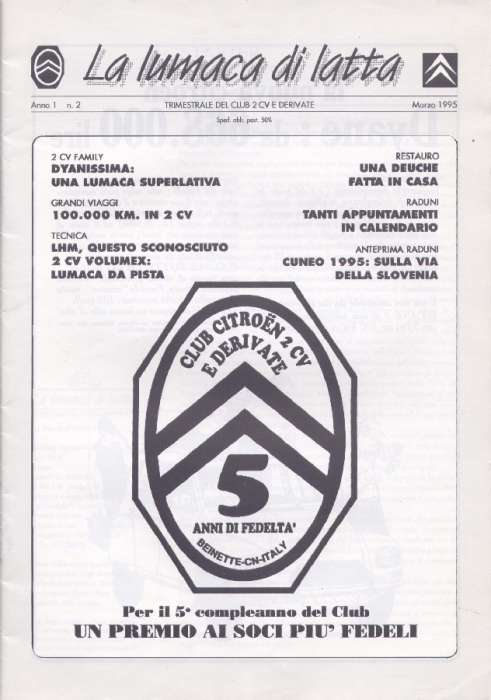 La lumaca di latta
Anno 1 n. 2
TRIMESTRALE DEL CLUB 2 CV E DERIVATE
Marzo 1995
Sped. abb. post. 50%
2 CV FAMILY
DYANISSIMA:
UNA LUMACA SUPERLATIVA
GRANDI VIAGGI
100.000 KM. IN 2 CV
TECNICA
LHM, QUESTO SCONOSCIUTO
2 CV VOLUMEX:
LUMACA DA PISTA
RESTAURO
UNA DEUCHE
FATTA IN CASA
RADUNI
TANTI APPUNTAMENTI
IN CALENDARIO
ANTEPRIMA RADUNI
CUNEO 1995: SULLA VIA
DELLA SLOVENIA
CLUB CITROËN 2 CV
E DERIVATE
5
ANNI DI FEDELTA'
BEINETTE-CN-ITALY
Per il 5° compleanno del Club
UN PREMIO AI SOCI PIU' FEDELI